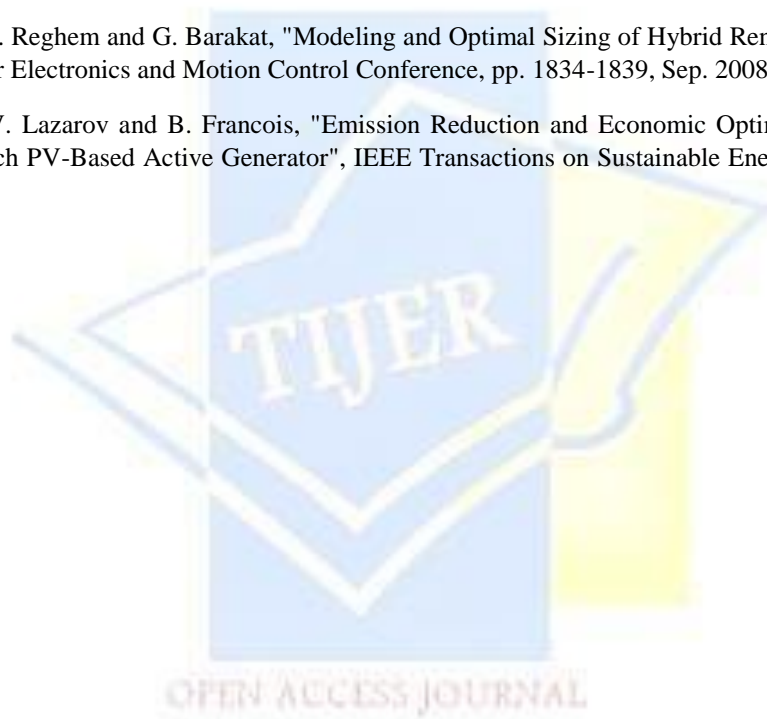 . Reghem and G. Barakat, "Modeling and Optimal Sizing of Hybrid Ren
r Electronics and Motion Control Conference, pp. 1834-1839, Sep. 2008
V. Lazarov and B. Francois, "Emission Reduction and Economic Opti
ch PV-Based Active Generator", IEEE Transactions on Sustainable Ene
TIJER
OPEN ACCESS JOURNAL